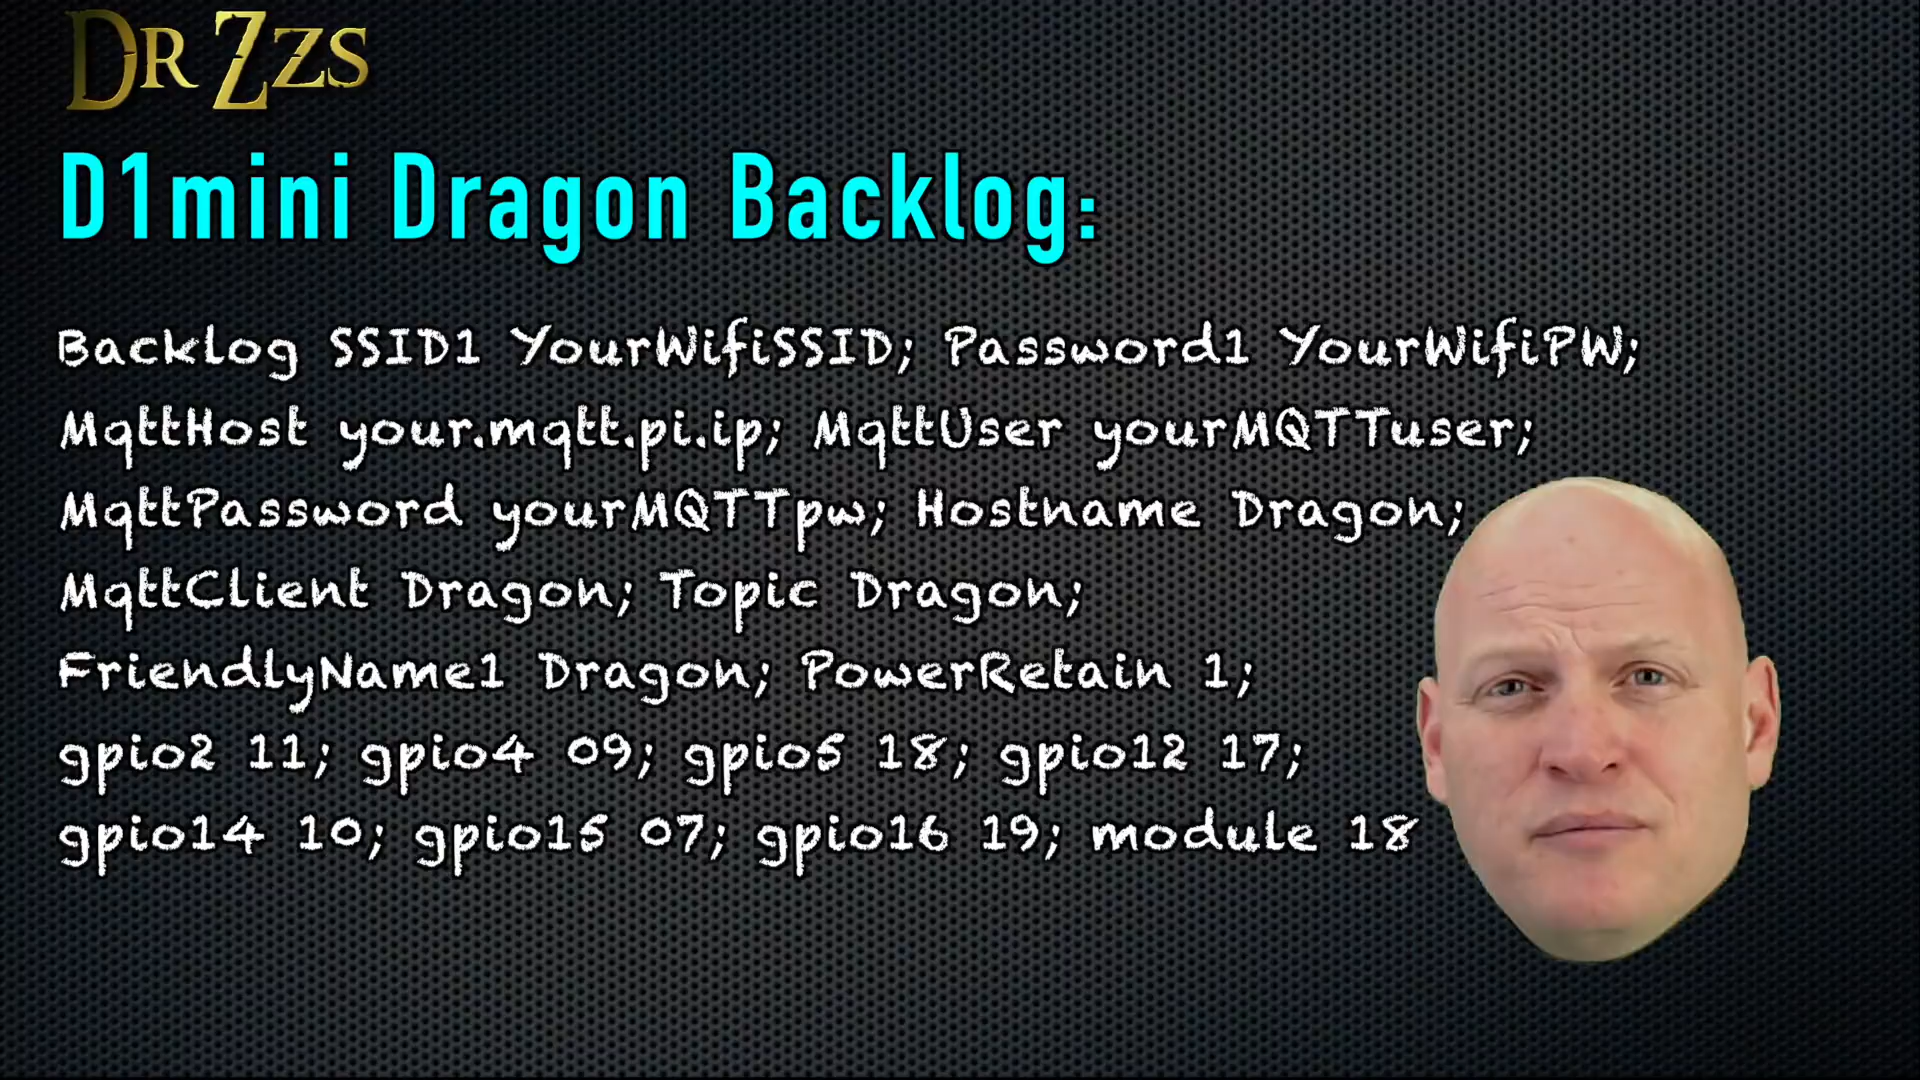 Dr Zzs
D1mini Dragon Backlog:
Backlog SSID1 YourWifiSSID; Password1 YourWifiPW;
MqttHost your.mqtt.pi.ip; MqttUser yourMQTTuser;
MqttPassword yourMQTTpw; Hostname Dragon;
MqttClient Dragon; Topic Dragon;
FriendlyName1 Dragon; PowerRetain 1;
gpio2 11; gpio4 09; gpio5 18; gpio12 17;
gpio14 10; gpio15 07; gpio16 19; module 18